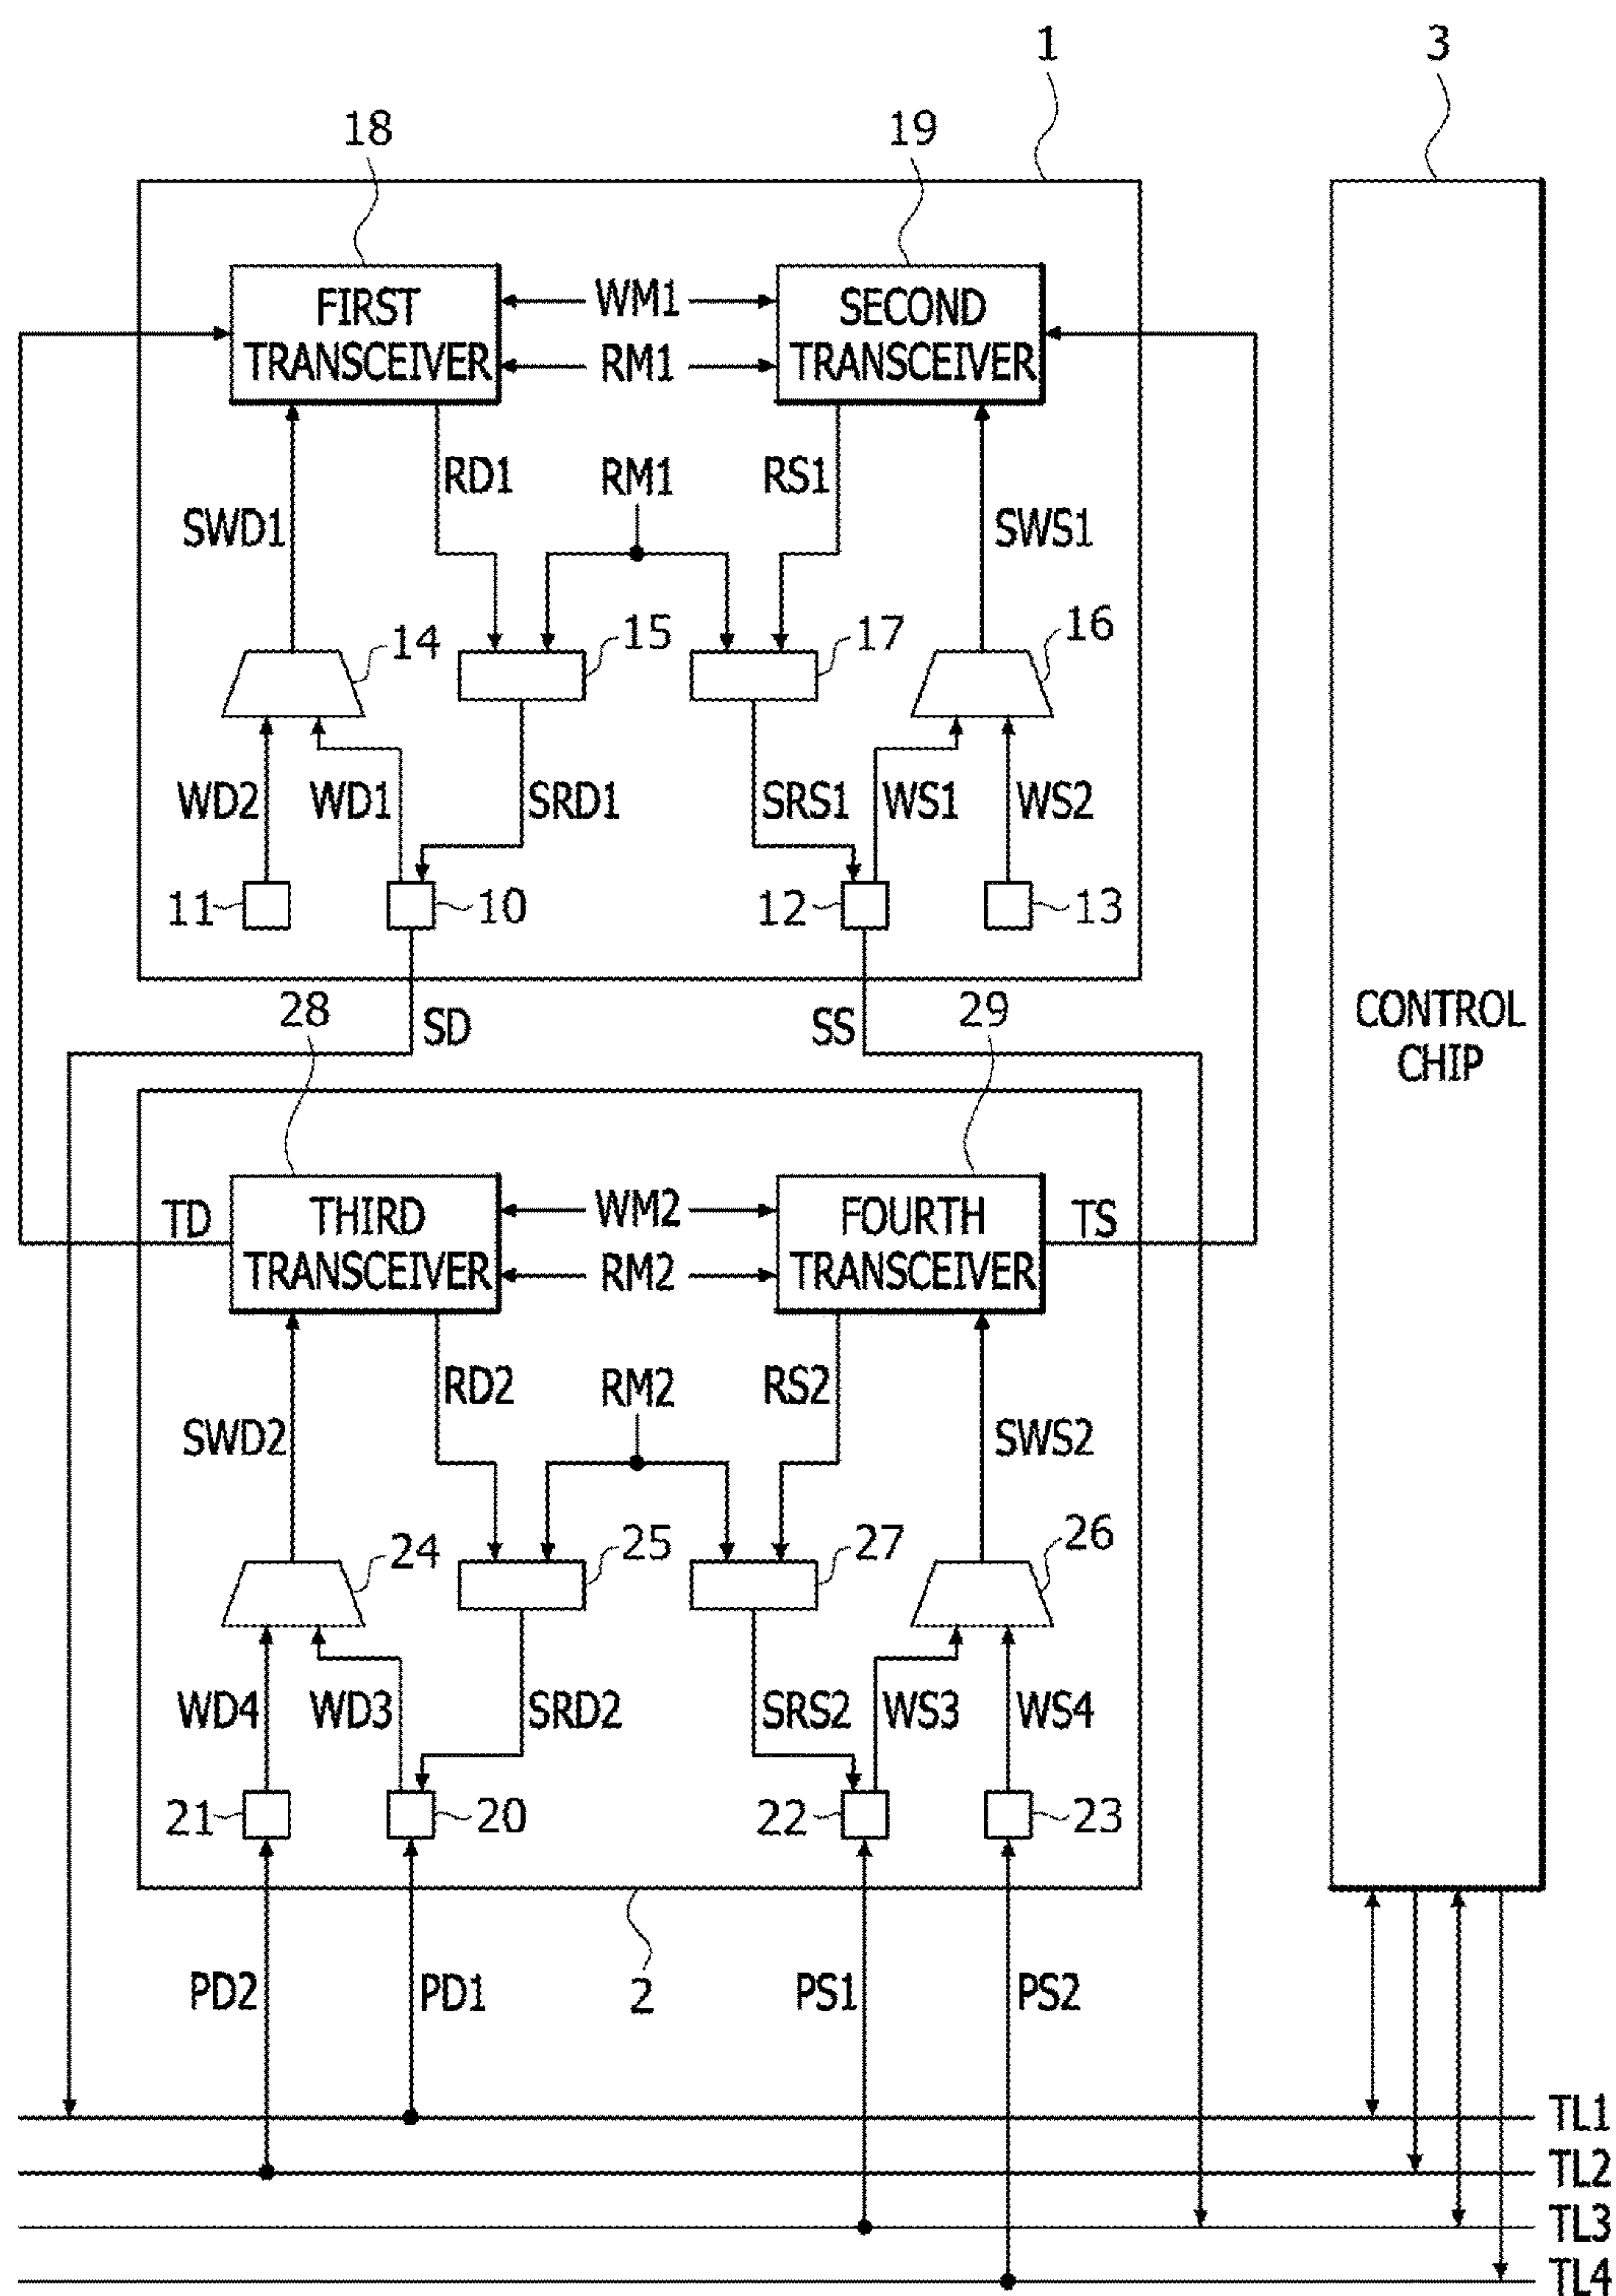 1
3
18
19
FIRST
TRANSCEIVER
WM1
RM1
SECOND
TRANSCEIVER
SWD1
RD1
RM1
RS1
SWS1
14
15
17
16
WD2
WD1
SRD1
SRS1
WS1
WS2
11
10
12
13
28
SD
SS
29
CONTROL
CHIP
TD
THIRD
TRANSCEIVER
WM2
RM2
FOURTH
TRANSCEIVER
TS
SWD2
RD2
RM2
RS2
SWS2
24
25
27
26
WD4
WD3
SRD2
SRS2
WS3
WS4
21
20
22
23
PD2
PD1
2
PS1
PS2
TL1
TL2
TL3
TL4